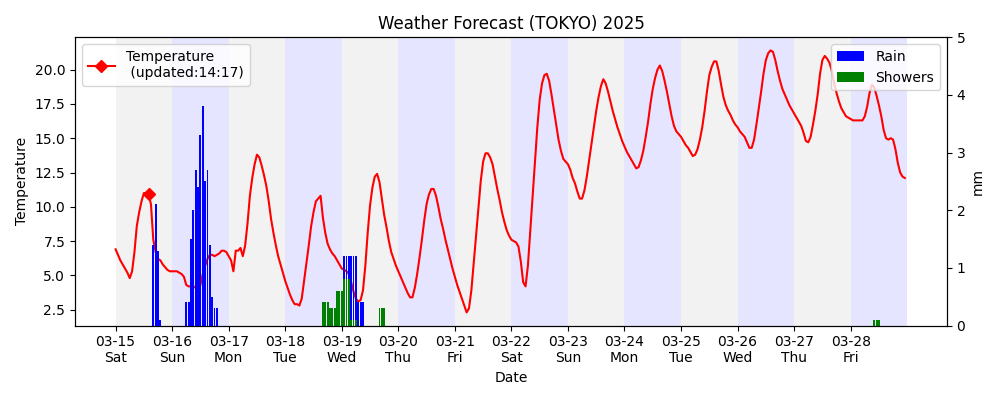 Weather Forecast (TOKYO) 2025
Temperature
(updated:14:17)
Rain
Showers
20.0
17.5
15.0
12.5
10.0
7.5
5.0
2.5
Temperature
5
4
3
2
1
0
mm
03-15 03-16 03-17 03-18 03-19 03-20 03-21 03-22 03-23 03-24 03-25 03-26 03-27 03-28
Sat Sun Mon Tue Wed Thu Fri Sat Sun Mon Tue Wed Thu Fri
Date